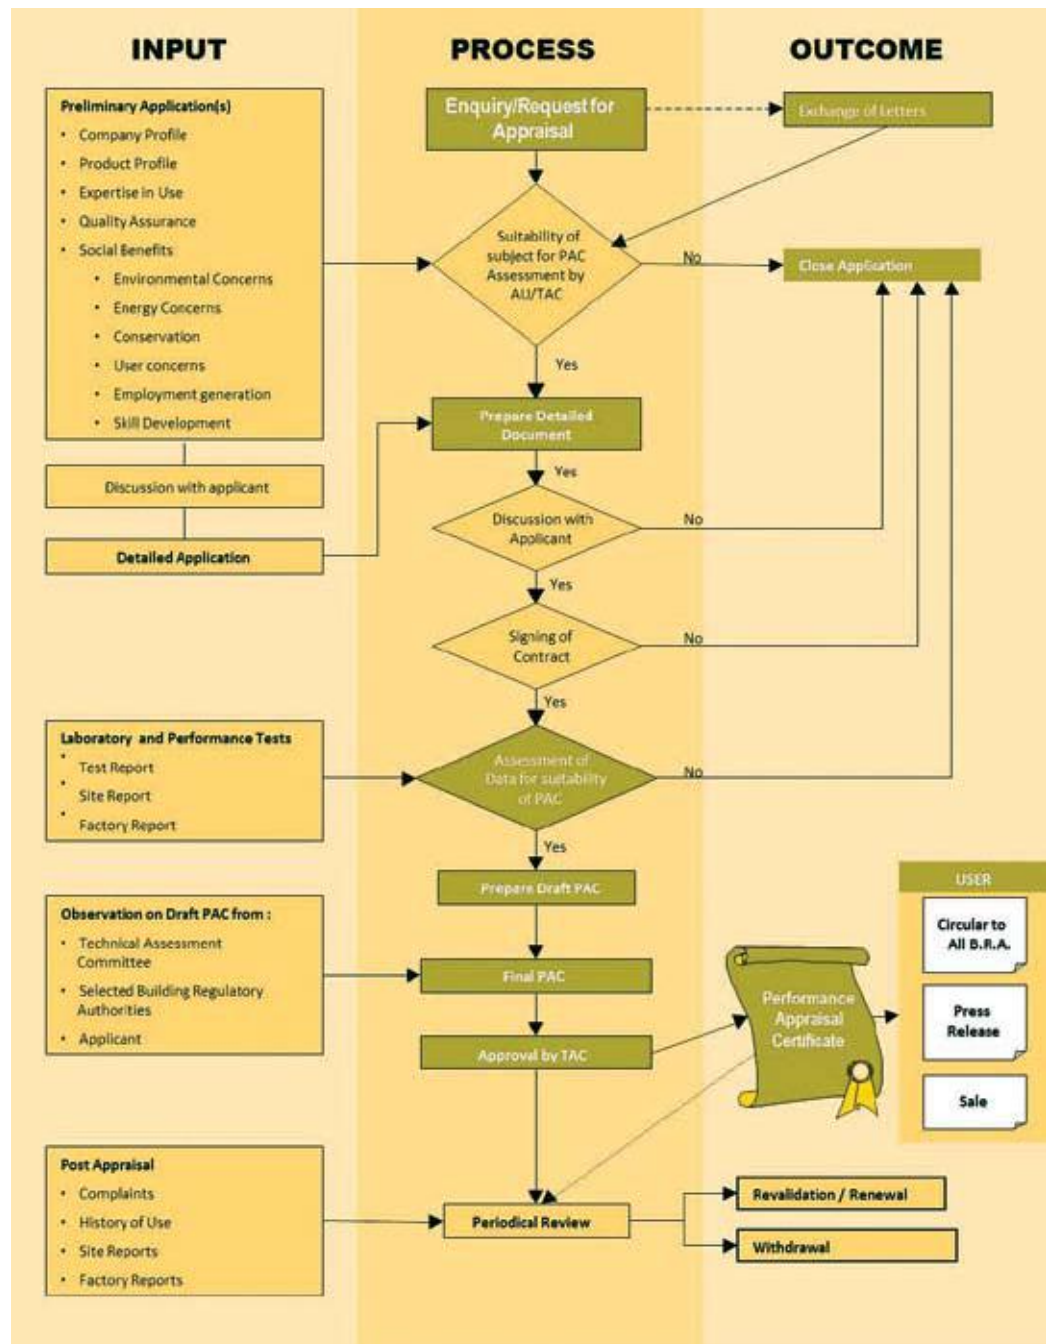 INPUT
PROCESS
OUTCOME
Preliminary Application(s)
• Company Profile
• Product Profile
• Expertise in Use
• Quality Assurance
• Social Benefits
• Environmental Concerns
• Energy Concerns
• Conservation
• User concerns
• Employment generation
• Skill Development
Discussion with applicant
Detailed Application
Enquiry/Request for
Appraisal
Exchange of Letters
Suitability of
subject for PAC
Assessment by
AU/TAC
No
Close Application
Yes
Prepare Detailed
Document
Yes
Discussion with
Applicant
No
Yes
Signing of
Contract
No
Yes
Laboratory and Performance Tests
• Test Report
• Site Report
• Factory Report
Assessment of
Data for suitability
of PAC
No
Yes
Prepare Draft PAC
Observation on Draft PAC from :
• Technical Assessment
Committee
• Selected Building Regulatory
Authorities
• Applicant
Final PAC
Approval by TAC
Performance
Appraisal
Certificate
USER
Circular to
All B.R.A.
Press
Release
Sale
Post Appraisal
• Complaints
• History of Use
• Site Reports
• Factory Reports
Periodical Review
Revalidation / Renewal
Withdrawal